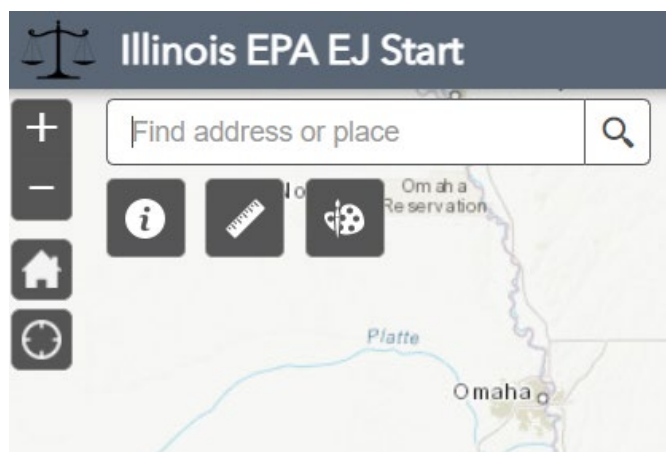 Illinois EPA EJ Start
Find address or place
Omaha
Reservation
Platte
Omaha